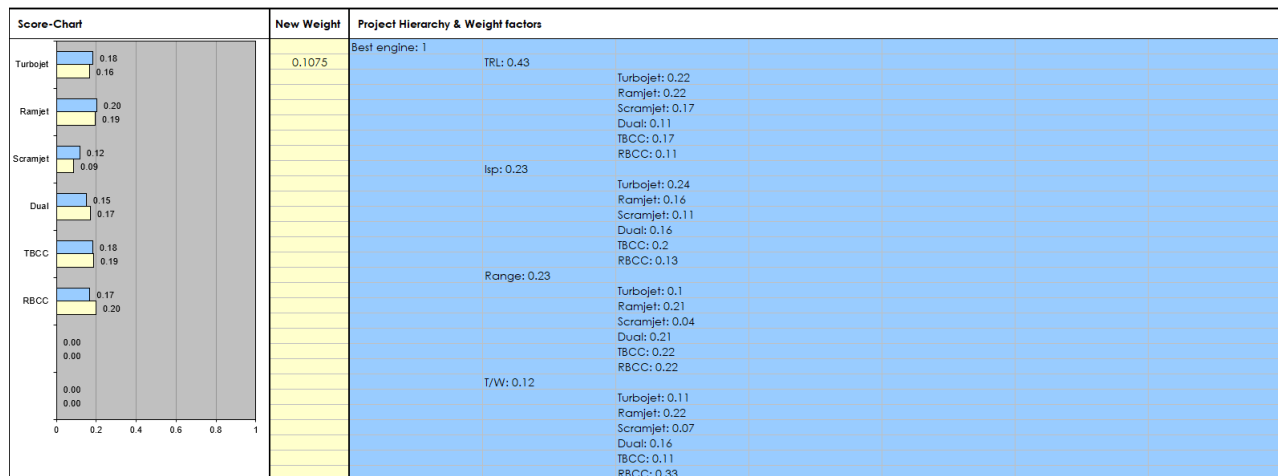 Score-Chart
New Weight
Project Hierarchy & Weight factors
Turbojet
0.18
0.16
Ramjet
0.20
0.19
Scramjet
0.12
0.09
Dual
0.15
0.17
TBCC
0.18
0.19
RBCC
0.17
0.20
0.00
0.00
0.00
0.00
0 0.2 0.4 0.6 0.8 1
0.1075
Best engine: 1
TRL: 0.43
Turbojet: 0.22
Ramjet: 0.22
Scramjet: 0.17
Dual: 0.11
TBCC: 0.17
RBCC: 0.11
Isp: 0.23
Turbojet: 0.24
Ramjet: 0.16
Scramjet: 0.11
Dual: 0.16
TBCC: 0.2
RBCC: 0.13
Range: 0.23
Turbojet: 0.1
Ramjet: 0.21
Scramjet: 0.04
Dual: 0.21
TBCC: 0.22
RBCC: 0.22
T/W: 0.12
Turbojet: 0.11
Ramjet: 0.22
Scramjet: 0.07
Dual: 0.16
TBCC: 0.11
RBCC: 0.33